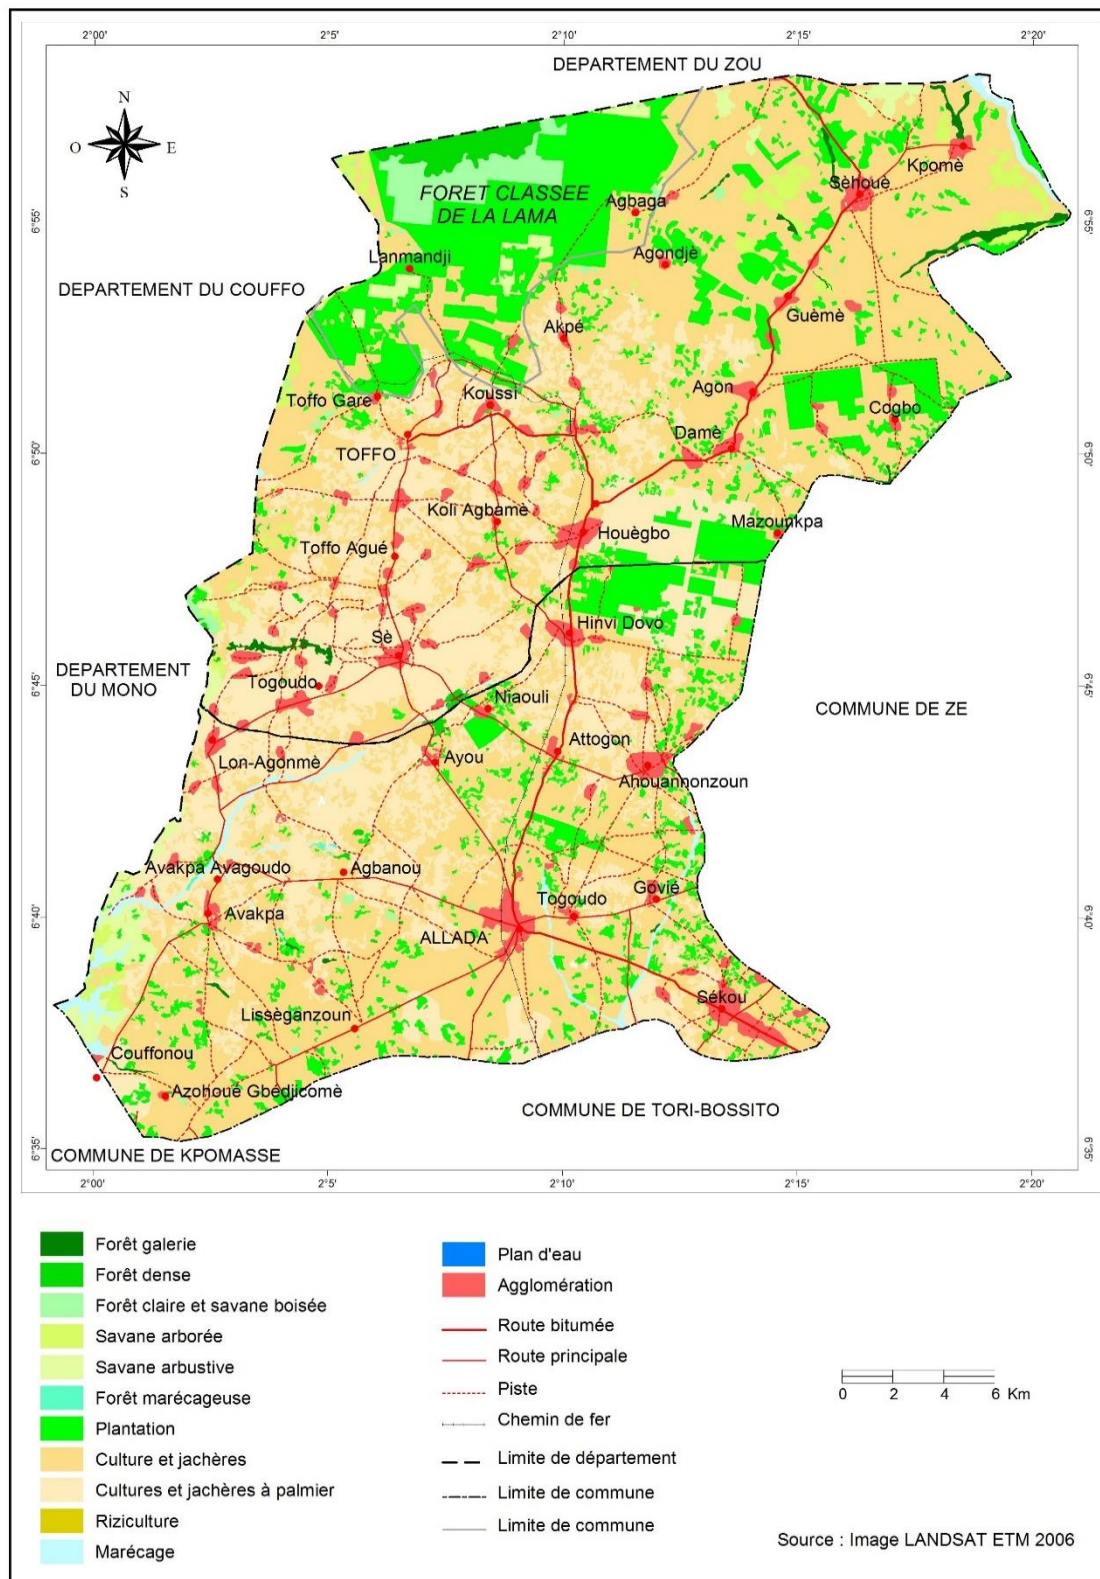 2°00'
2°5'
2°10'
2°15'
2°20'
DEPARTEMENT DU ZOU
N
O
E
S
Kpomè
Sèhouè
FORET CLASSEE
DE LA LAMA
Agbaga
6°55'
6°55'
Agondjè
Lanmandji
DEPARTEMENT DU COUFFO
Guèmè
Akpé
Agon
Toffo Gare
Koussi
Cogbo
Damè
TOFFO
6°50'
6°50'
Koli Agbamè
Mazounkpa
Houègbo
Toffo Agué
Hinvi Dovo
Sè
DEPARTEMENT
DU MONO
Togoudo
6°45'
6°45'
Niaouli
COMMUNE DE ZE
Attogon
Lon-Agonmè
Ayou
Ahouannonzoun
Avakpa Avagoudo
Agbanou
Togoudo
Govié
Avakpa
6°40'
6°40'
ALLADA
Sékou
Lissèganzoun
Couffonou
Azohoué Gbédjicomè
COMMUNE DE TORI-BOSSITO
6°35'
6°35'
COMMUNE DE KPOMASSE
2°00'
2°5'
2°10'
2°15'
2°20'
Forêt galerie
Forêt dense
Forêt claire et savane boisée
Savane arborée
Savane arbustive
Forêt marécageuse
Plantation
Culture et jachères
Cultures et jachères à palmier
Riziculture
Marécage
Plan d'eau
Agglomération
Route bitumée
Route principale
Piste
Chemin de fer
Limite de département
Limite de commune
Limite de commune
0 2 4 6 Km
Source : Image LANDSAT ETM 2006